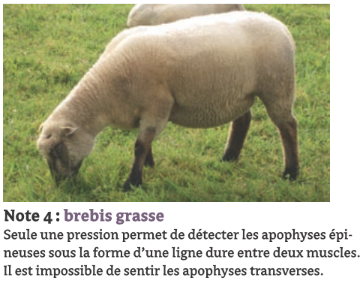 Note 4 : brebis grasse
Seule une pression permet de détecter les apophyses épi-
neuses sous la forme d'une ligne dure entre deux muscles.
Il est impossible de sentir les apophyses transverses.